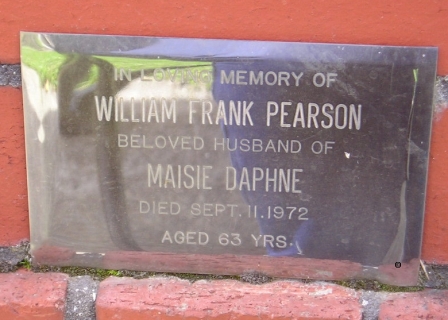 IN LOVING MEMORY OF
WILLIAM FRANK PEARSON
BELOVED HUSBAND OF
MAISIE DAPHNE
DIED SEPT. 11. 1972
AGED 63 YRS.